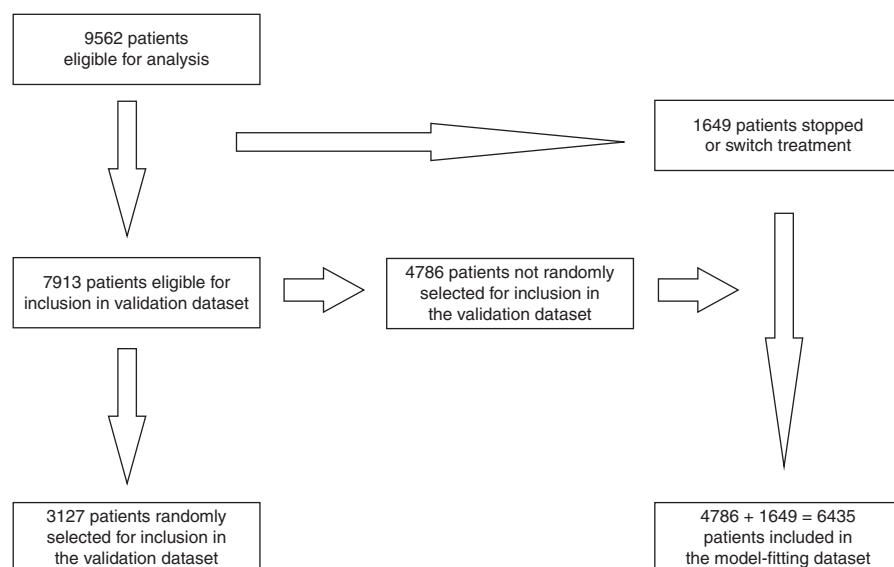 9562 patients
eligible for analysis
1649 patients stopped
or switch treatment
7913 patients eligible for
inclusion in validation dataset
4786 patients not randomly
selected for inclusion in
the validation dataset
3127 patients randomly
selected for inclusion in
the validation dataset
4786 + 1649 = 6435
patients included in
the model-fitting dataset